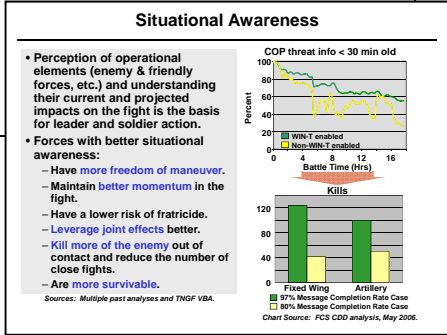 Situational Awareness
• Perception of operational
elements (enemy & friendly
forces, etc.) and understanding
their current and projected
impacts on the fight is the basis
for leader and soldier action.
• Forces with better situational
awareness:
– Have more freedom of maneuver.
– Maintain better momentum in the
fight.
– Have a lower risk of fratricide.
– Leverage joint effects better.
– Kill more of the enemy out of
contact and reduce the number of
close fights.
– Are more survivable.
Sources: Multiple past analyses and TNGF VBA.
COP threat info < 30 min old
100
80
60
40
20
0
Percent
WIN-T enabled
Non-WIN-T enabled
0 4 8 12 16
Battle Time (Hrs)
Kills
120
80
40
0
Fixed Wing Artillery
97% Message Completion Rate Case
80% Message Completion Rate Case
Chart Source: FCS CDD analysis, May 2006.